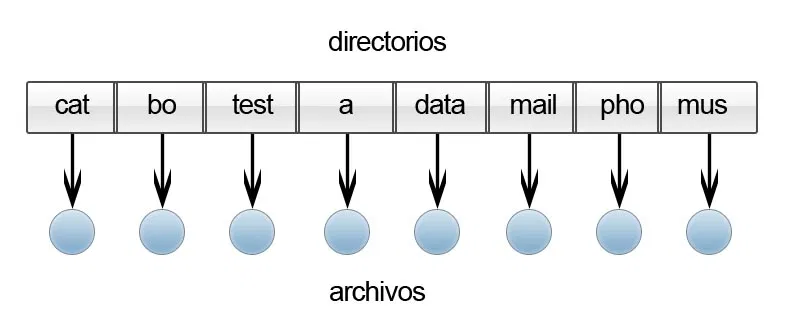 directorios
cat bo test a data mail pho mus
archivos